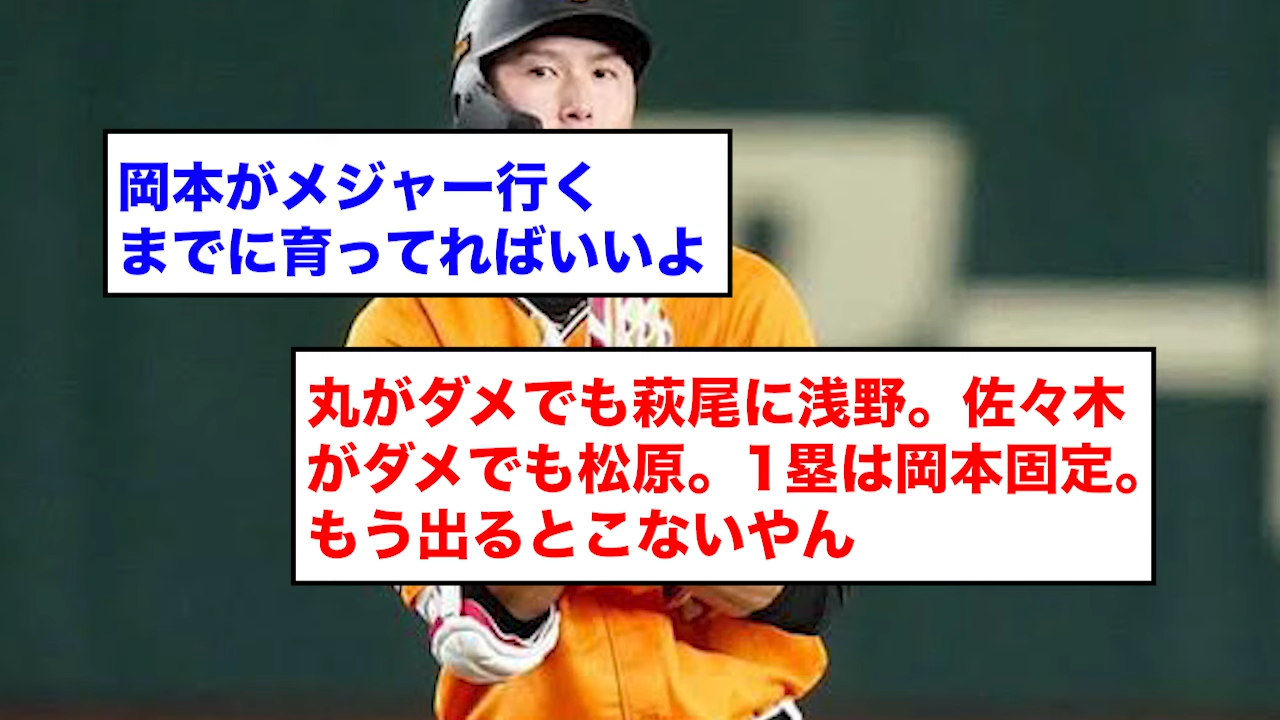 岡本がメジャー行く
までに育ってればいいよ
丸がダメでも萩尾に浅野。佐々木
がダメでも松原。1塁は岡本固定。
もう出るとこないやん